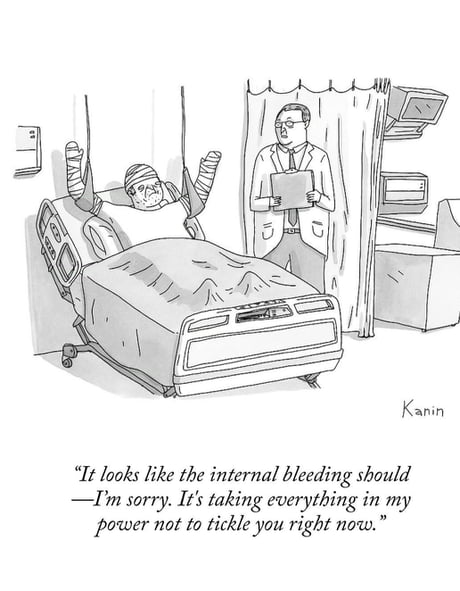 Kanin
“It looks like the internal bleeding should
—I’m sorry. It's taking everything in my
power not to tickle you right now.”